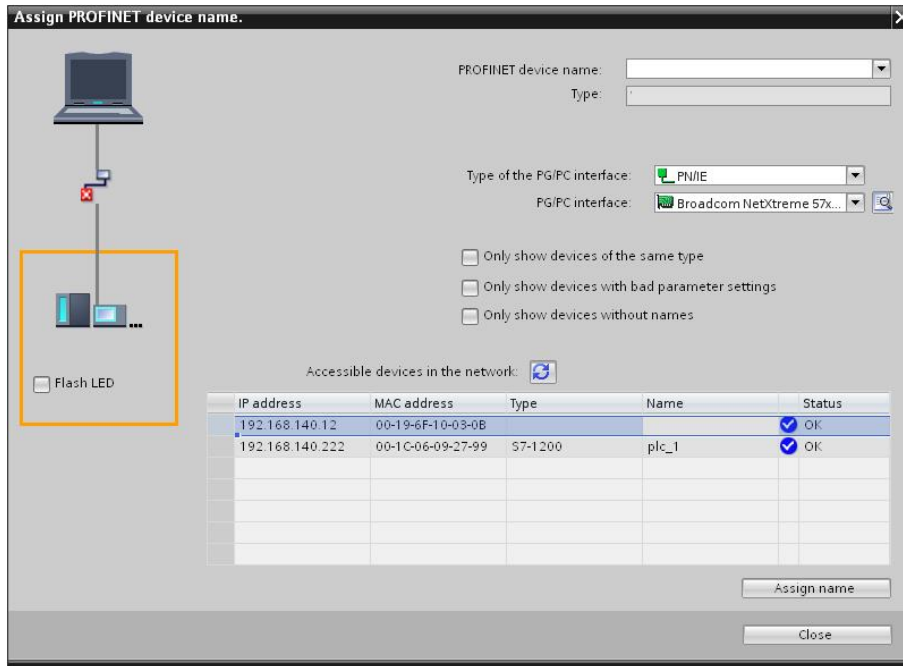 Assign PROFINET device name.
PROFINET device name:
Type:
Type of the PG/PC interface: PN/IE
PG/PC interface: Broadcom NetXtreme 57x...
Only show devices of the same type
Only show devices with bad parameter settings
Only show devices without names
Flash LED
Accessible devices in the network:
IP address MAC address Type Name Status
192.168.140.12 00-19-6F-10-03-0B OK
192.168.140.222 00-1C-06-09-27-99 S7-1200 plc_1 OK
Assign name
Close